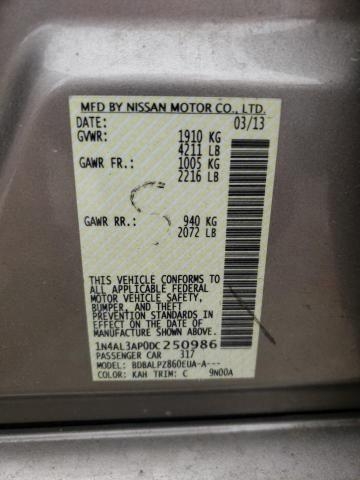 MFD BY NISSAN MOTOR CO., LTD.
DATE: 03/13
GVWR: 1910 KG
4211 LB
GAWR FR: 1005 KG
2216 LB
GAWR RR.: 940 KG
2072 LB
THIS VEHICLE CONFORMS TO
ALL APPLICABLE FEDERAL
MOTOR VEHICLE SAFETY,
BUMPER, AND THEFT
PREVENTION STANDARDS IN
EFFECT ON THE DATE OF
MANUFACTURE SHOWN ABOVE.
1N4AL3AP0DC250986
PASSENGER CAR 317
MODEL: BDBALPZ860EUA-A---
COLOR: KAH TRIM: C 9N00A